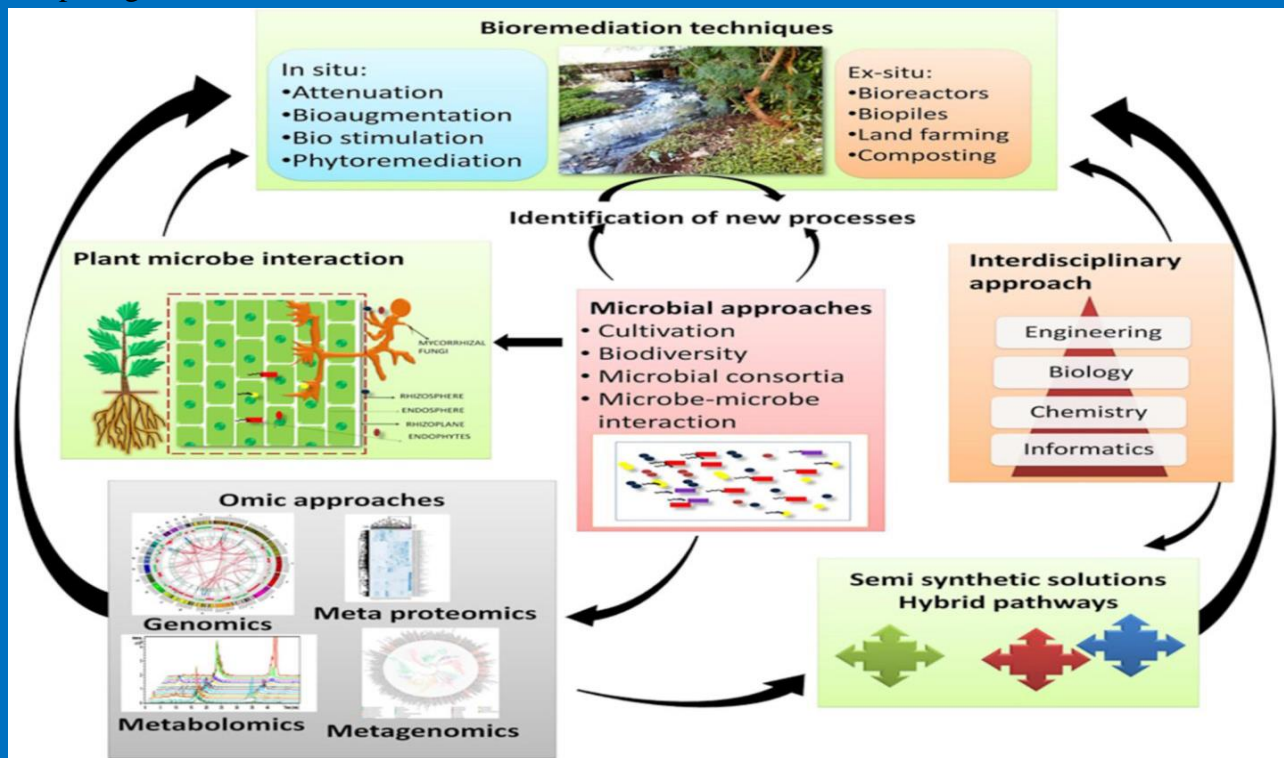 Bioremediation techniques
In situ:
•Attenuation
•Bioaugmentation
•Bio stimulation
•Phytoremediation
Ex-situ:
•Bioreactors
•Biopiles
•Land farming
•Composting
Identification of new processes
Plant microbe interaction
MYCORRHIZAL
FUNGI
RHIZOSPHERE
ENDOSPHERE
RHIZOPLANE
ENDOPHYTES
Microbial approaches
• Cultivation
• Biodiversity
• Microbial consortia
• Microbe-microbe
interaction
Interdisciplinary
approach
Engineering
Biology
Chemistry
Informatics
Omic approaches
Genomics
Meta proteomics
Metabolomics
Metagenomics
Semi synthetic solutions
Hybrid pathways